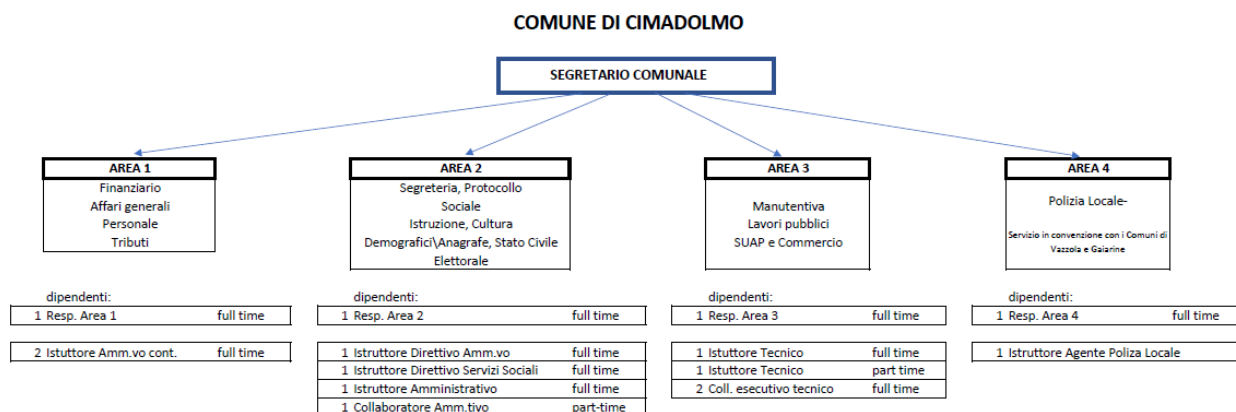 COMUNE DI CIMADOLMO
SEGRETARIO COMUNALE
AREA 1
Finanziario
Affari generali
Personale
Tributi
dipendenti:
1 Resp. Area 1 full time
2 Istuttore Amm.vo cont. full time
AREA 2
Segreteria, Protocollo
Sociale
Istruzione, Cultura
Demografici\Anagrafe, Stato Civile
Elettorale
dipendenti:
1 Resp. Area 2 full time
1 Istruttore Direttivo Amm.vo full time
1 Istruttore Direttivo Servizi Sociali full time
1 Istruttore Amministrativo full time
1 Collaboratore Amm.tivo part-time
AREA 3
Manutentiva
Lavori pubblici
SUAP e Commercio
dipendenti:
1 Resp. Area 3 full time
1 Istuttore Tecnico full time
1 Istuttore Tecnico part time
2 Coll. esecutivo tecnico full time
AREA 4
Polizia Locale-
Servizio in convenzione con i Comuni di
Vazzola e Gaiarine
dipendenti:
1 Resp. Area 4 full time
1 Istruttore Agente Poliza Locale